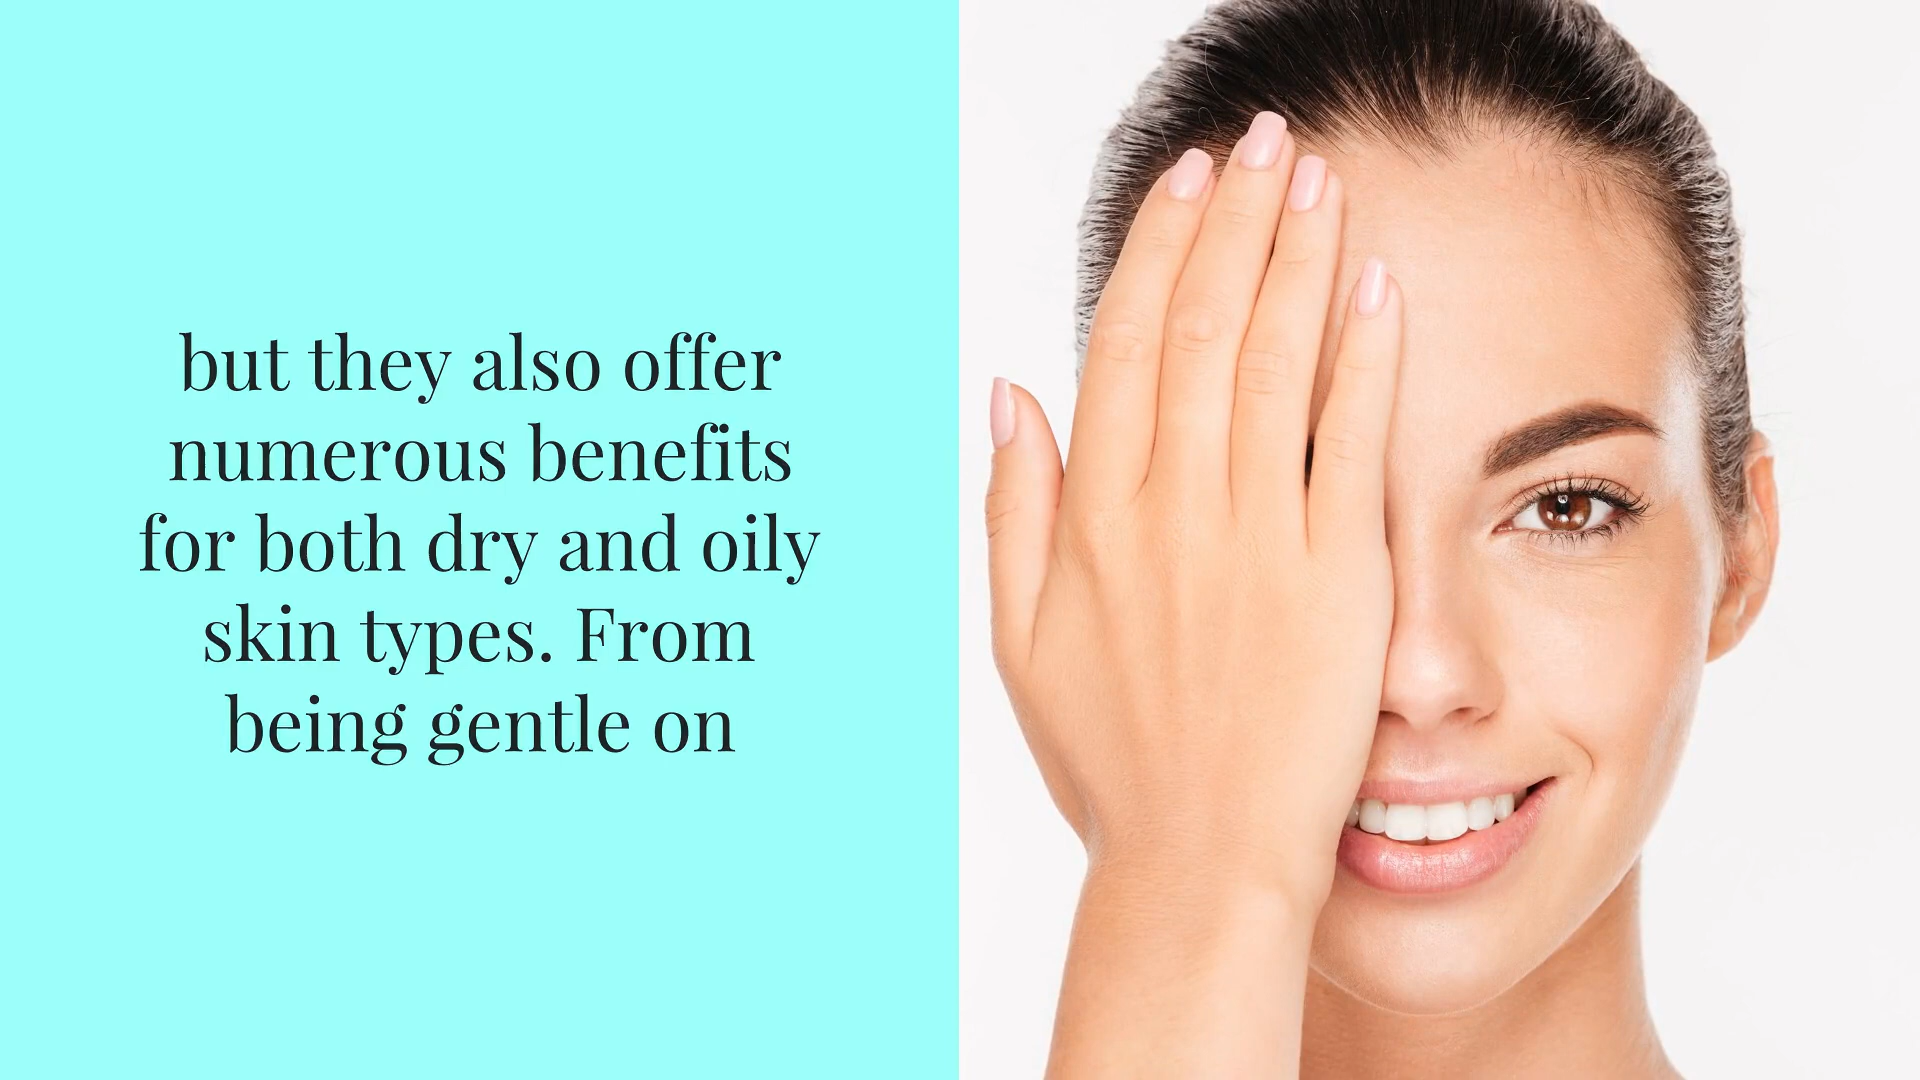 but they also offer
numerous benefits
for both dry and oily
skin types. From
being gentle on